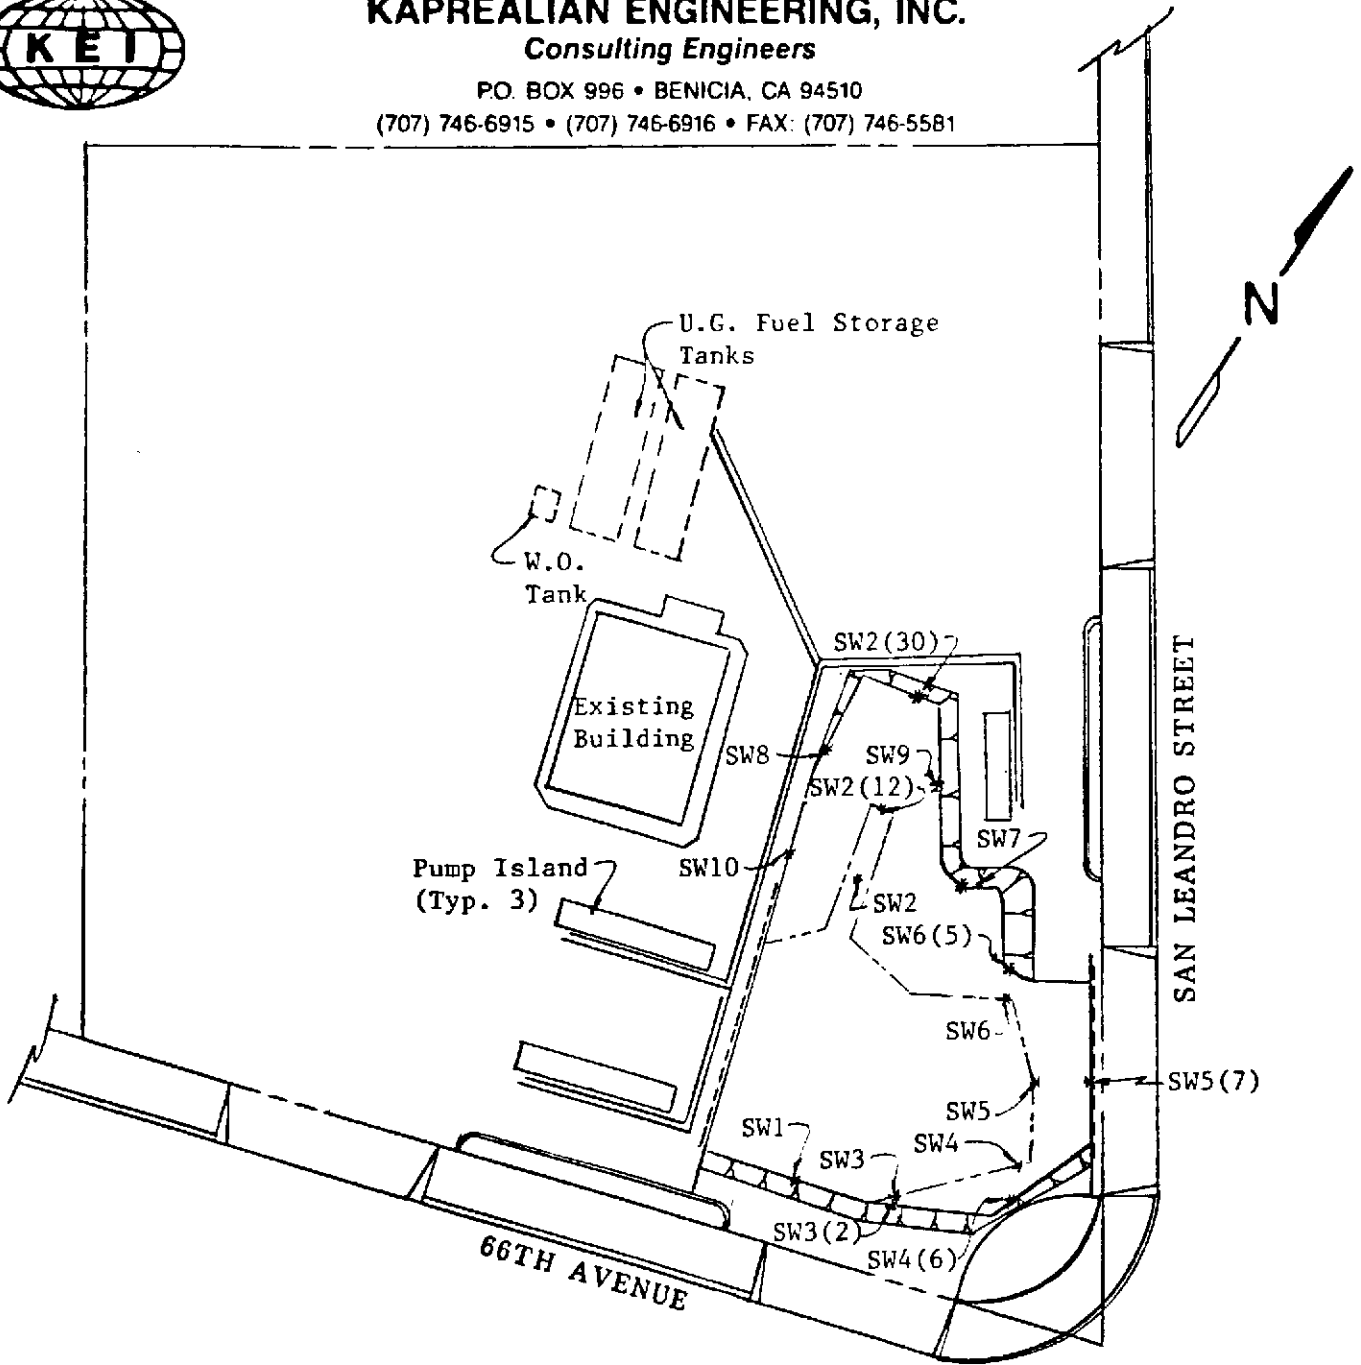 KAPREALIAN ENGINEERING, INC.
KEI
Consulting Engineers
P.O. BOX 996 • BENICIA, CA 94510
(707) 746-6915 • (707) 746-6916 • FAX: (707) 746-5581
N
U.G. Fuel Storage
Tanks
W.O.
Tank
SW2(30)
Existing
Building
SW8
SW9
SW2(12)
SAN LEANDRO STREET
SW7
SW10
Pump Island
(Typ. 3)
SW2
SW6(5)
SW6
SW5(7)
SW5
SW1
SW4
SW3
SW3(2)
SW4(6)
66TH AVENUE